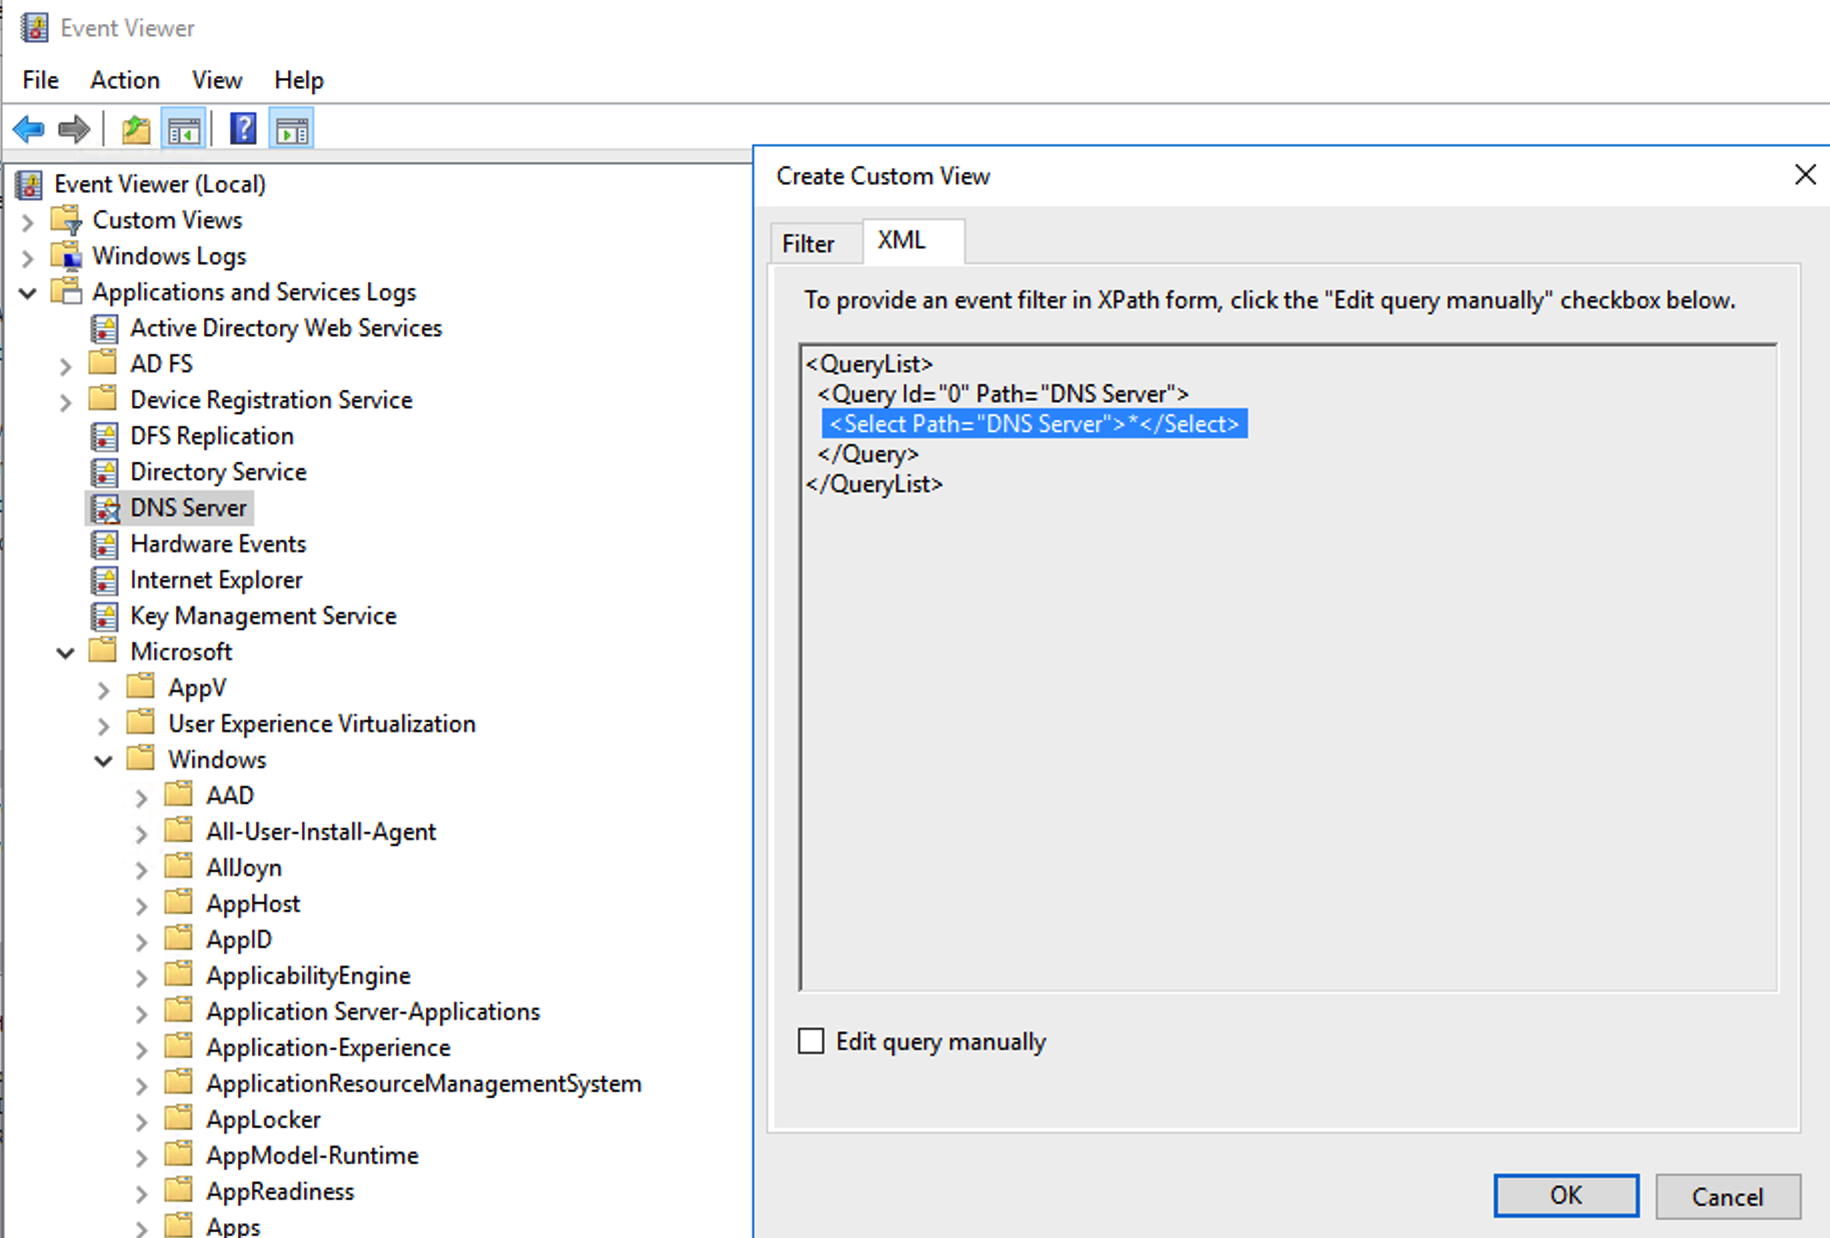 Event Viewer
File Action View Help
Event Viewer (Local)
Custom Views
Windows Logs
Applications and Services Logs
Active Directory Web Services
AD FS
Device Registration Service
DFS Replication
Directory Service
DNS Server
Hardware Events
Internet Explorer
Key Management Service
Microsoft
AppV
User Experience Virtualization
Windows
AAD
All-User-Install-Agent
AllJoyn
AppHost
AppID
ApplicabilityEngine
Application Server-Applications
Application-Experience
ApplicationResourceManagementSystem
AppLocker
AppModel-Runtime
AppReadiness
Apps
Create Custom View
Filter XML
To provide an event filter in XPath form, click the "Edit query manually" checkbox below.
<QueryList>
<Query Id="0" Path="DNS Server">
<Select Path="DNS Server">*</Select>
</Query>
</QueryList>
Edit query manually
OK Cancel